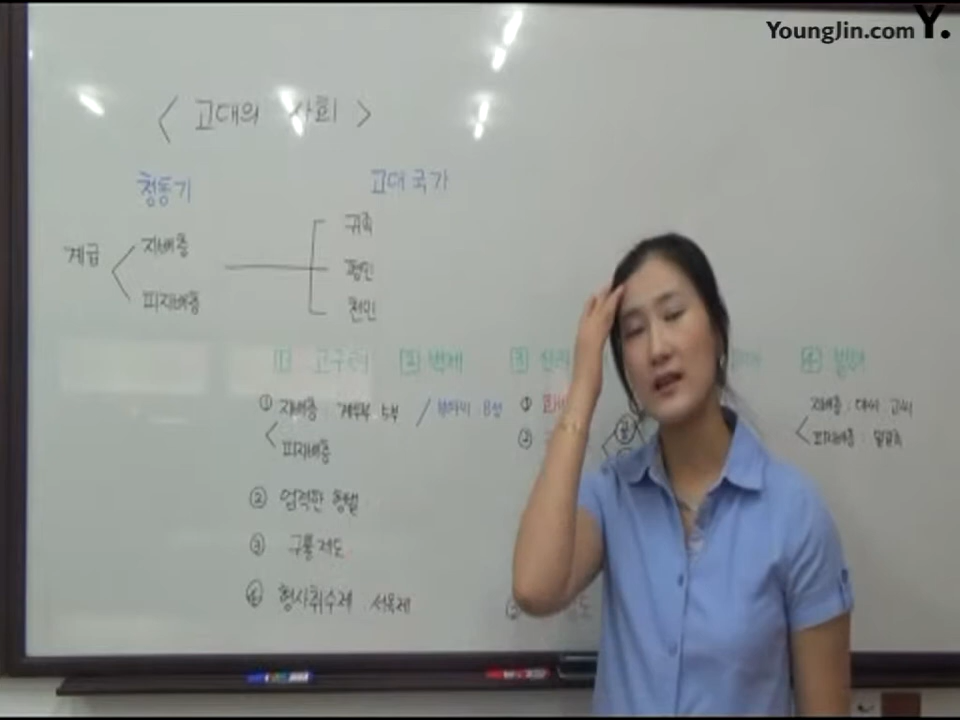 YoungJin.com Y.
< 고대의 사회 >
청동기 고대국가
계급 < 지배층 귀족
평민
피지배층 천인
① 고구려 ② 백제 ③ 신라 ④ 발해
① 지배층 : 계루부 5부 / 부여씨 8성 ①
지배층 : 대씨 고씨
< 피지배층 ②
< 피지배층 : 말갈족
② 엄격한 형벌
③ 구휼제도
④ 형사취수제 서옥제